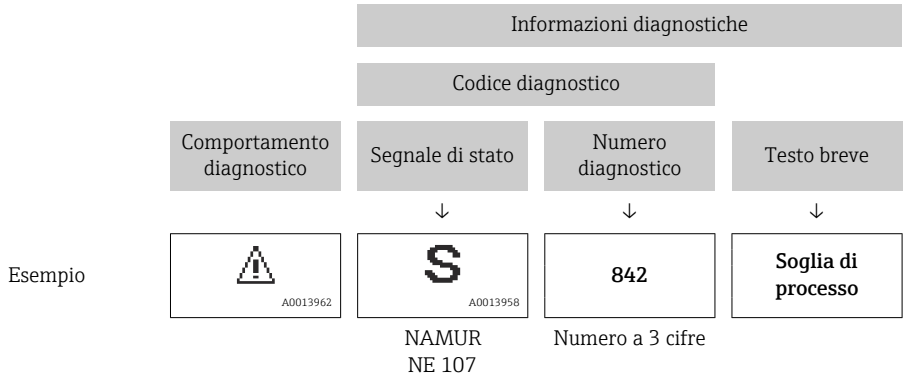 Informazioni diagnostiche
Codice diagnostico
Comportamento
diagnostico
Segnale di stato
Numero
diagnostico
Testo breve
↓ ↓ ↓
Esempio
A0013962
S
A0013958
842
Soglia di
processo
NAMUR
NE 107
Numero a 3 cifre